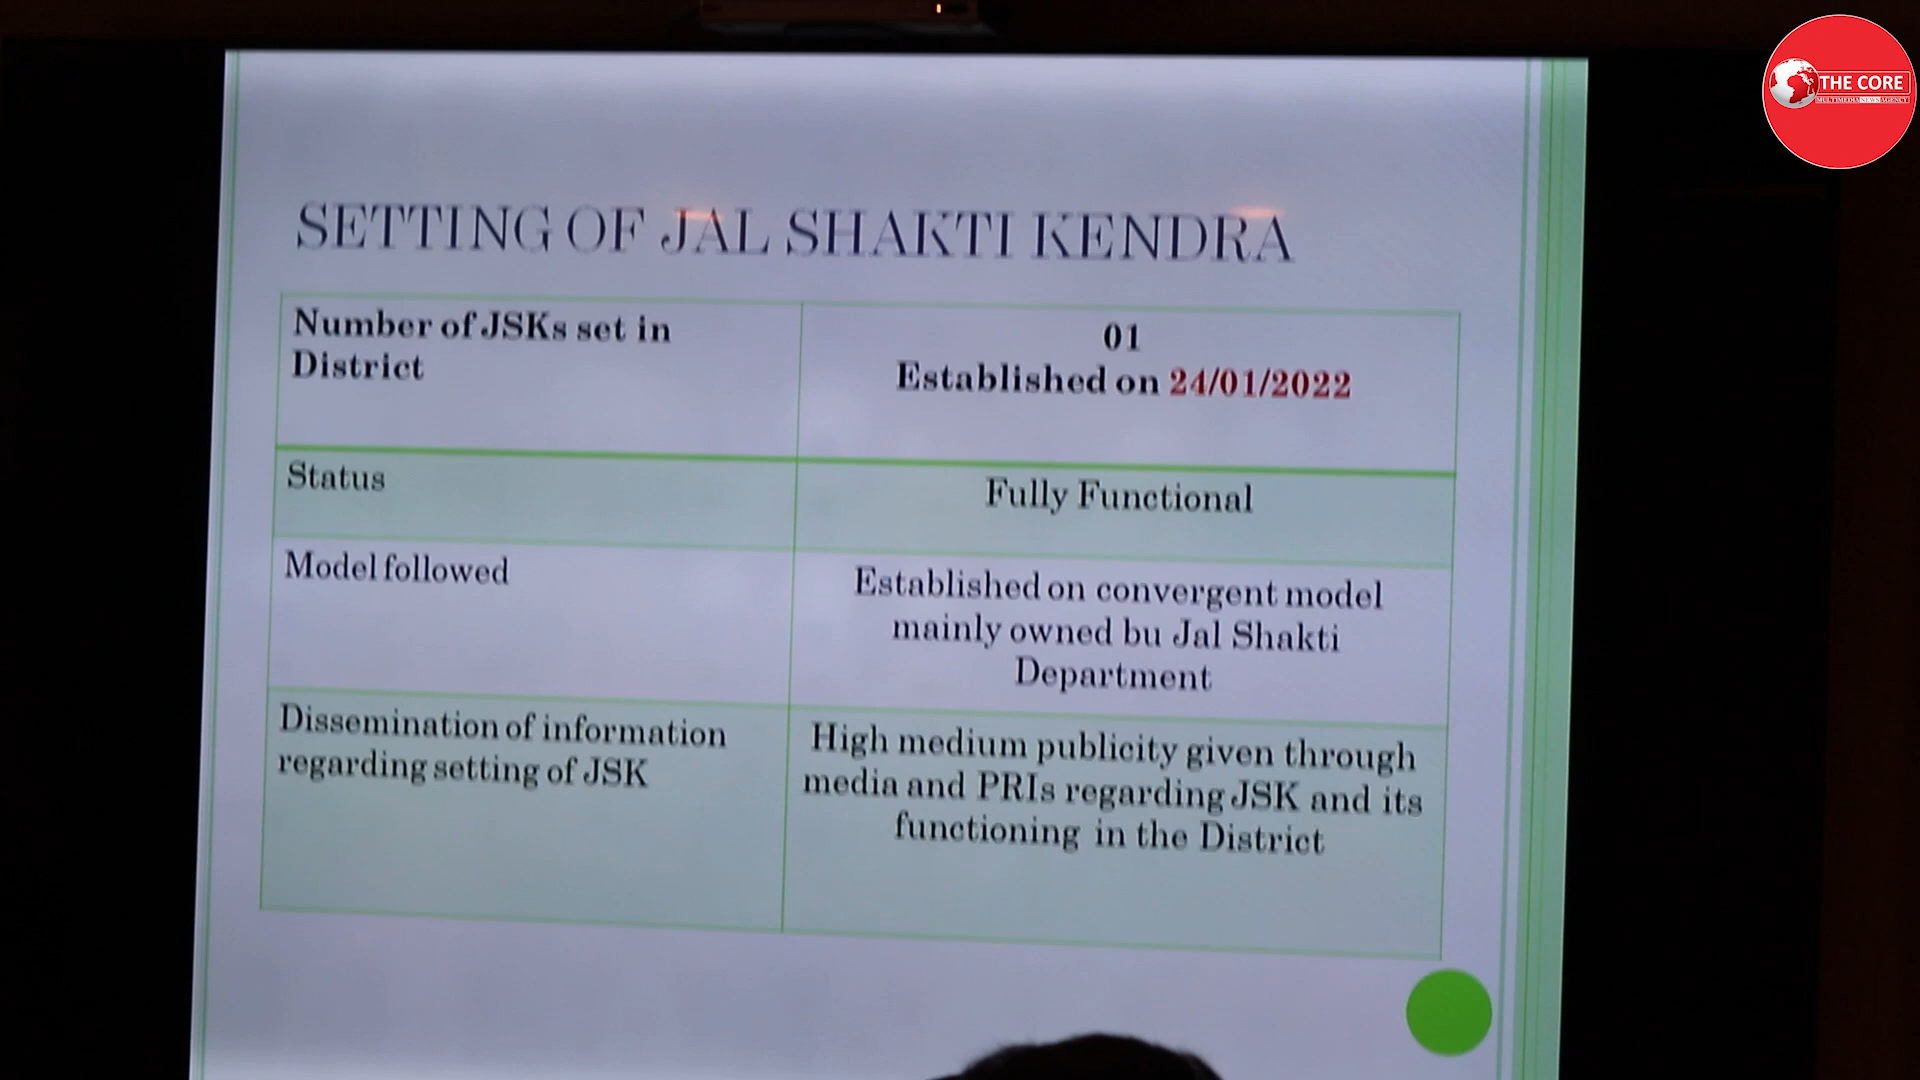 SETTING OF JAL SHAKTI KENDRA
Number of JSKs set in
District
01
Established on 24/01/2022
Status
Fully Functional
Model followed
Established on convergent model
mainly owned bu Jal Shakti
Department
Dissemination of information
regarding setting of JSK
High medium publicity given through
media and PRIs regarding JSK and its
functioning in the District
THE CORE
MULTIMEDIA NEWS AGENCY